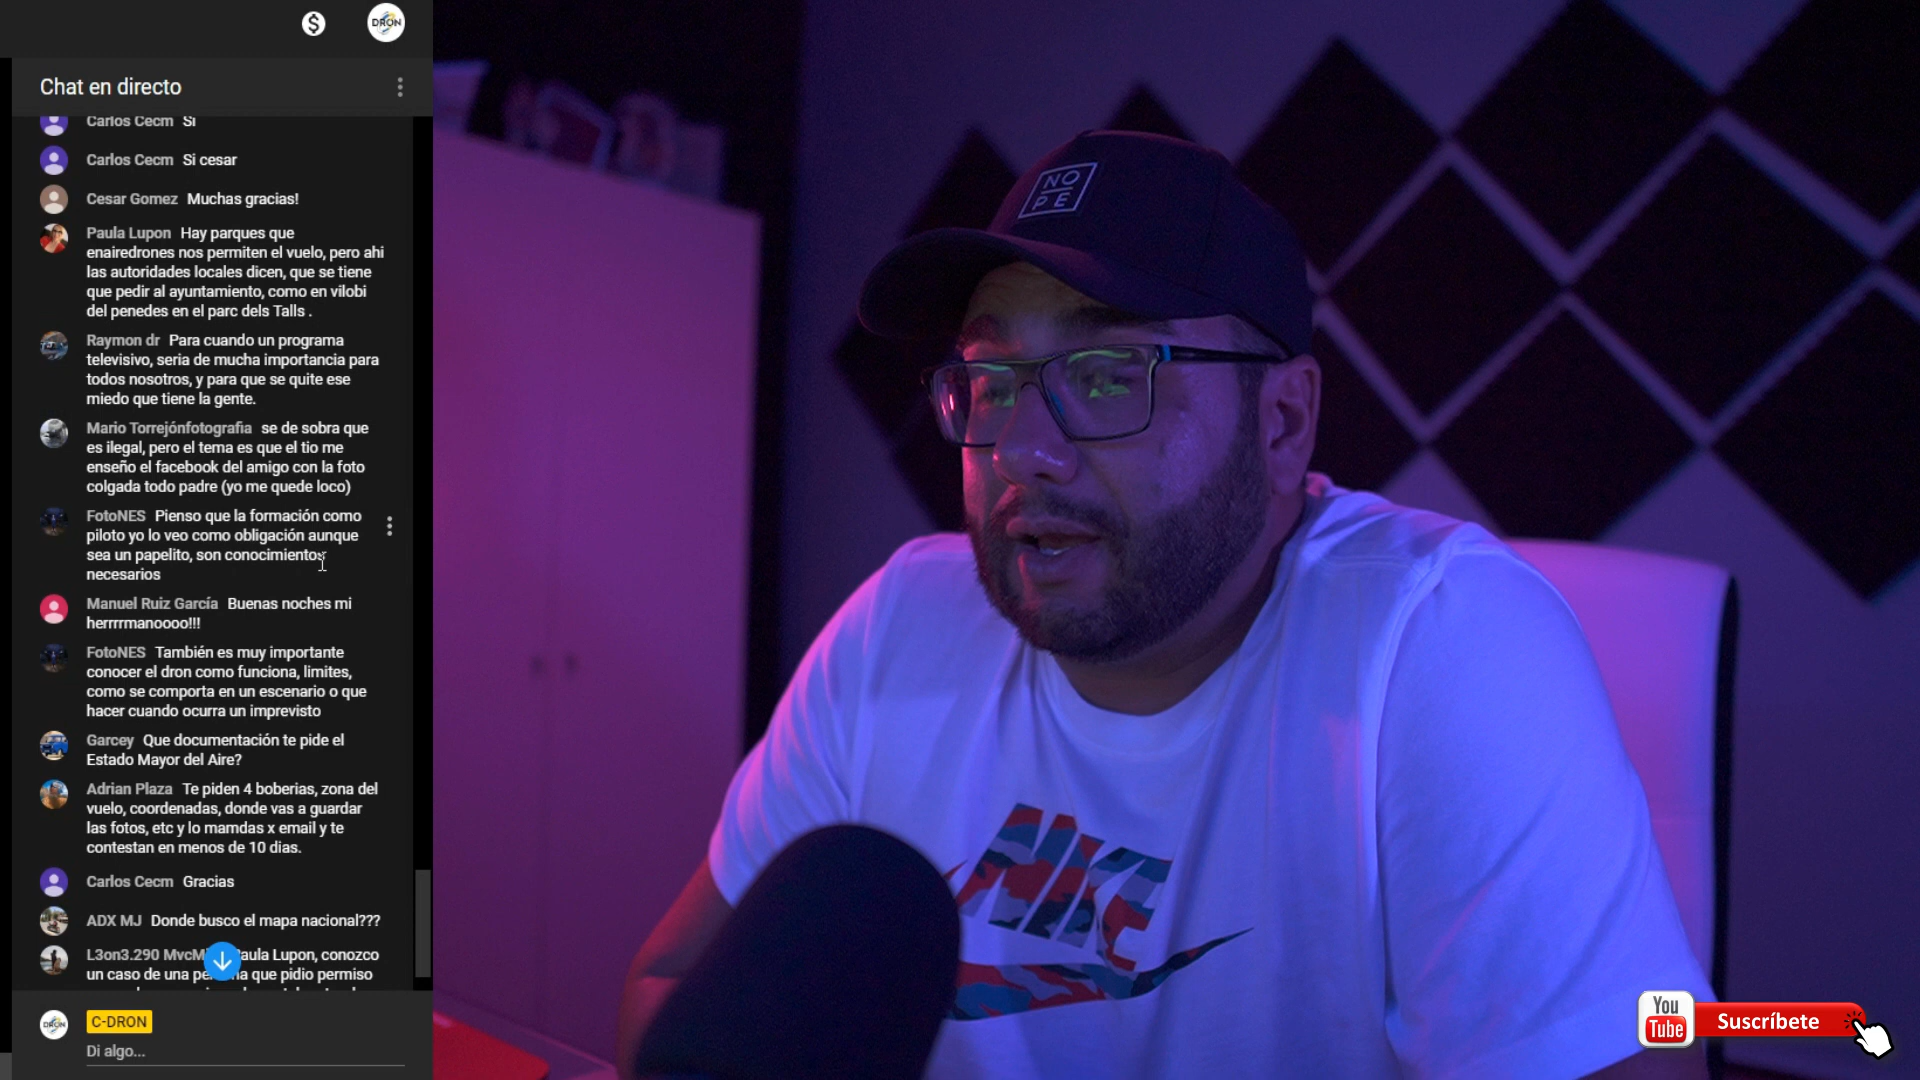 $
DRON
Chat en directo
Carlos Cecm Si
Carlos Cecm Si cesar
Cesar Gomez Muchas gracias!
Paula Lupon Hay parques que
enairedrones nos permiten el vuelo, pero ahi
las autoridades locales dicen, que se tiene
que pedir al ayuntamiento, como en vilobi
del penedes en el parc dels Talls .
Raymon dr Para cuando un programa
televisivo, seria de mucha importancia para
todos nosotros, y para que se quite ese
miedo que tiene la gente.
Mario Torrejónfotografia se de sobra que
es ilegal, pero el tema es que el tio me
enseño el facebook del amigo con la foto
colgada todo padre (yo me quede loco)
FotoNES Pienso que la formación como
piloto yo lo veo como obligación aunque
sea un papelito, son conocimientos
necesarios
Manuel Ruiz García Buenas noches mi
herrrrmanoooo!!!
FotoNES También es muy importante
conocer el dron como funciona, limites,
como se comporta en un escenario o que
hacer cuando ocurra un imprevisto
Garcey Que documentación te pide el
Estado Mayor del Aire?
Adrian Plaza Te piden 4 boberias, zona del
vuelo, coordenadas, donde vas a guardar
las fotos, etc y lo mamdas x email y te
contestan en menos de 10 dias.
Carlos Cecm Gracias
ADX MJ Donde busco el mapa nacional???
L3on3.290 Paula Lupon, conozco
un caso de una que pidio permiso
DRON
C-DRON
Di algo...
NO
PE
NIKE
You
Tube
Suscríbete